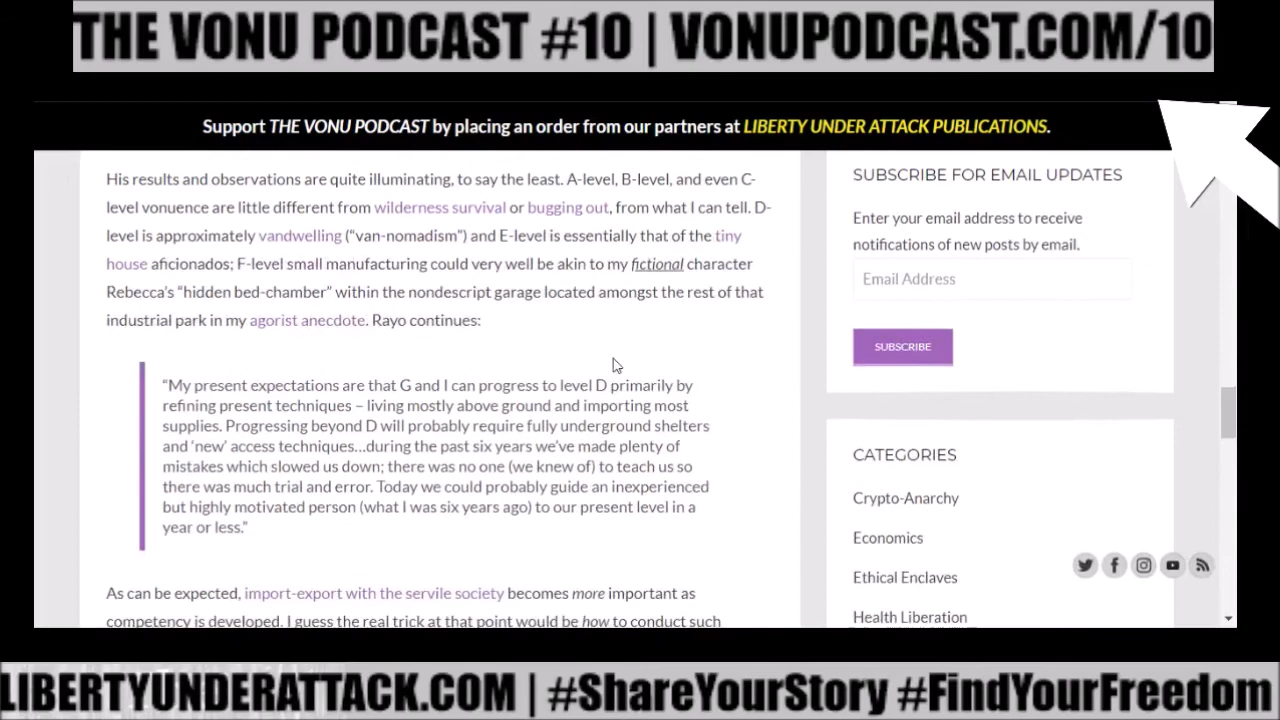 THE VONU PODCAST #10 | VONUPODCAST.COM/10
Support THE VONU PODCAST by placing an order from our partners at LIBERTY UNDER ATTACK PUBLICATIONS.
His results and observations are quite illuminating, to say the least. A-level, B-level, and even C-
level vonuence are little different from wilderness survival or bugging out, from what I can tell. D-
level is approximately vandwelling (“van-nomadism”) and E-level is essentially that of the tiny
house aficionados; F-level small manufacturing could very well be akin to my fictional character
Rebecca’s “hidden bed-chamber” within the nondescript garage located amongst the rest of that
industrial park in my agorist anecdote. Rayo continues:
“My present expectations are that G and I can progress to level D primarily by
refining present techniques – living mostly above ground and importing most
supplies. Progressing beyond D will probably require fully underground shelters
and ‘new’ access techniques…during the past six years we’ve made plenty of
mistakes which slowed us down; there was no one (we knew of) to teach us so
there was much trial and error. Today we could probably guide an inexperienced
but highly motivated person (what I was six years ago) to our present level in a
year or less.”
As can be expected, import-export with the servile society becomes more important as
competency is developed. I guess the real trick at that point would be how to conduct such
SUBSCRIBE FOR EMAIL UPDATES
Enter your email address to receive
notifications of new posts by email.
Email Address
SUBSCRIBE
CATEGORIES
Crypto-Anarchy
Economics
Ethical Enclaves
Health Liberation
LIBERTYUNDERATTACK.COM | #ShareYourStory #FindYourFreedom